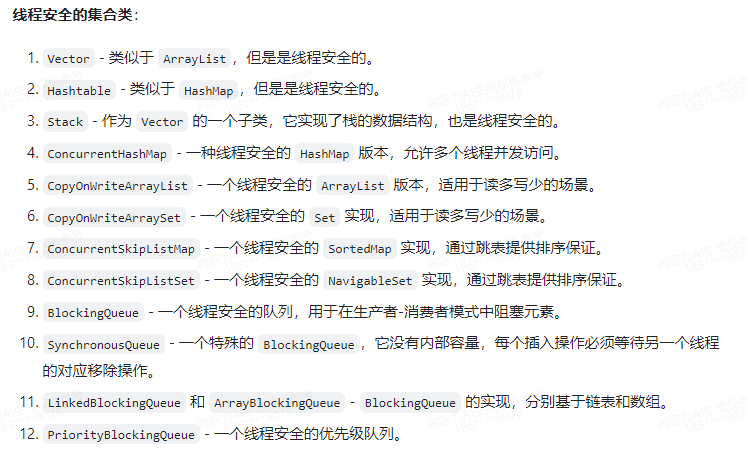 线程安全的集合类：
1. Vector - 类似于 ArrayList，但是是线程安全的。
2. Hashtable - 类似于 HashMap，但是是线程安全的。
3. Stack - 作为 Vector 的一个子类，它实现了栈的数据结构，也是线程安全的。
4. ConcurrentHashMap - 一种线程安全的 HashMap 版本，允许多个线程并发访问。
5. CopyOnWriteArrayList - 一个线程安全的 ArrayList 版本，适用于读多写少的场景。
6. CopyOnWriteArraySet - 一个线程安全的 Set 实现，适用于读多写少的场景。
7. ConcurrentSkipListMap - 一个线程安全的 SortedMap 实现，通过跳表提供排序保证。
8. ConcurrentSkipListSet - 一个线程安全的 NavigableSet 实现，通过跳表提供排序保证。
9. BlockingQueue - 一个线程安全的队列，用于在生产者-消费者模式中阻塞元素。
10. SynchronousQueue - 一个特殊的 BlockingQueue，它没有内部容量，每个插入操作必须等待另一个线程
的对应移除操作。
11. LinkedBlockingQueue 和 ArrayBlockingQueue - BlockingQueue 的实现，分别基于链表和数组。
12. PriorityBlockingQueue - 一个线程安全的优先级队列。